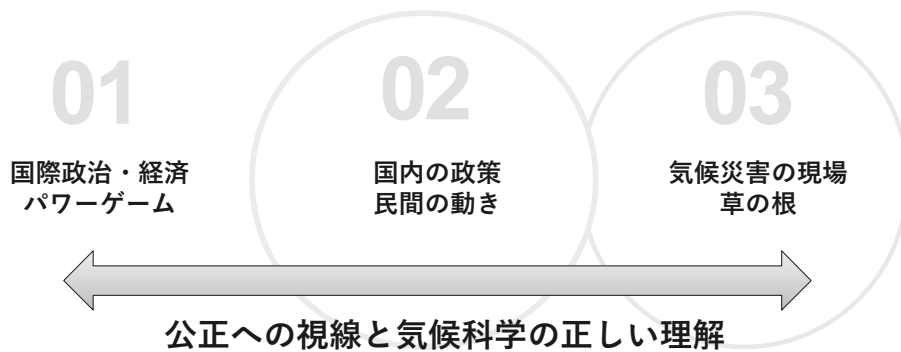 01
国際政治・経済
パワーゲーム
02
国内の政策
民間の動き
03
気候災害の現場
草の根
公正への視線と気候科学の正しい理解